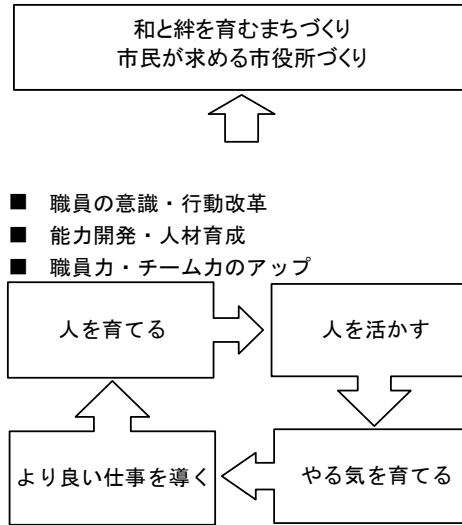 和と絆を育むまちづくり
市民が求める市役所づくり
■ 職員の意識・行動改革
■ 能力開発・人材育成
■ 職員力・チーム力のアップ
人を育てる
人を活かす
より良い仕事を導く
やる気を育てる